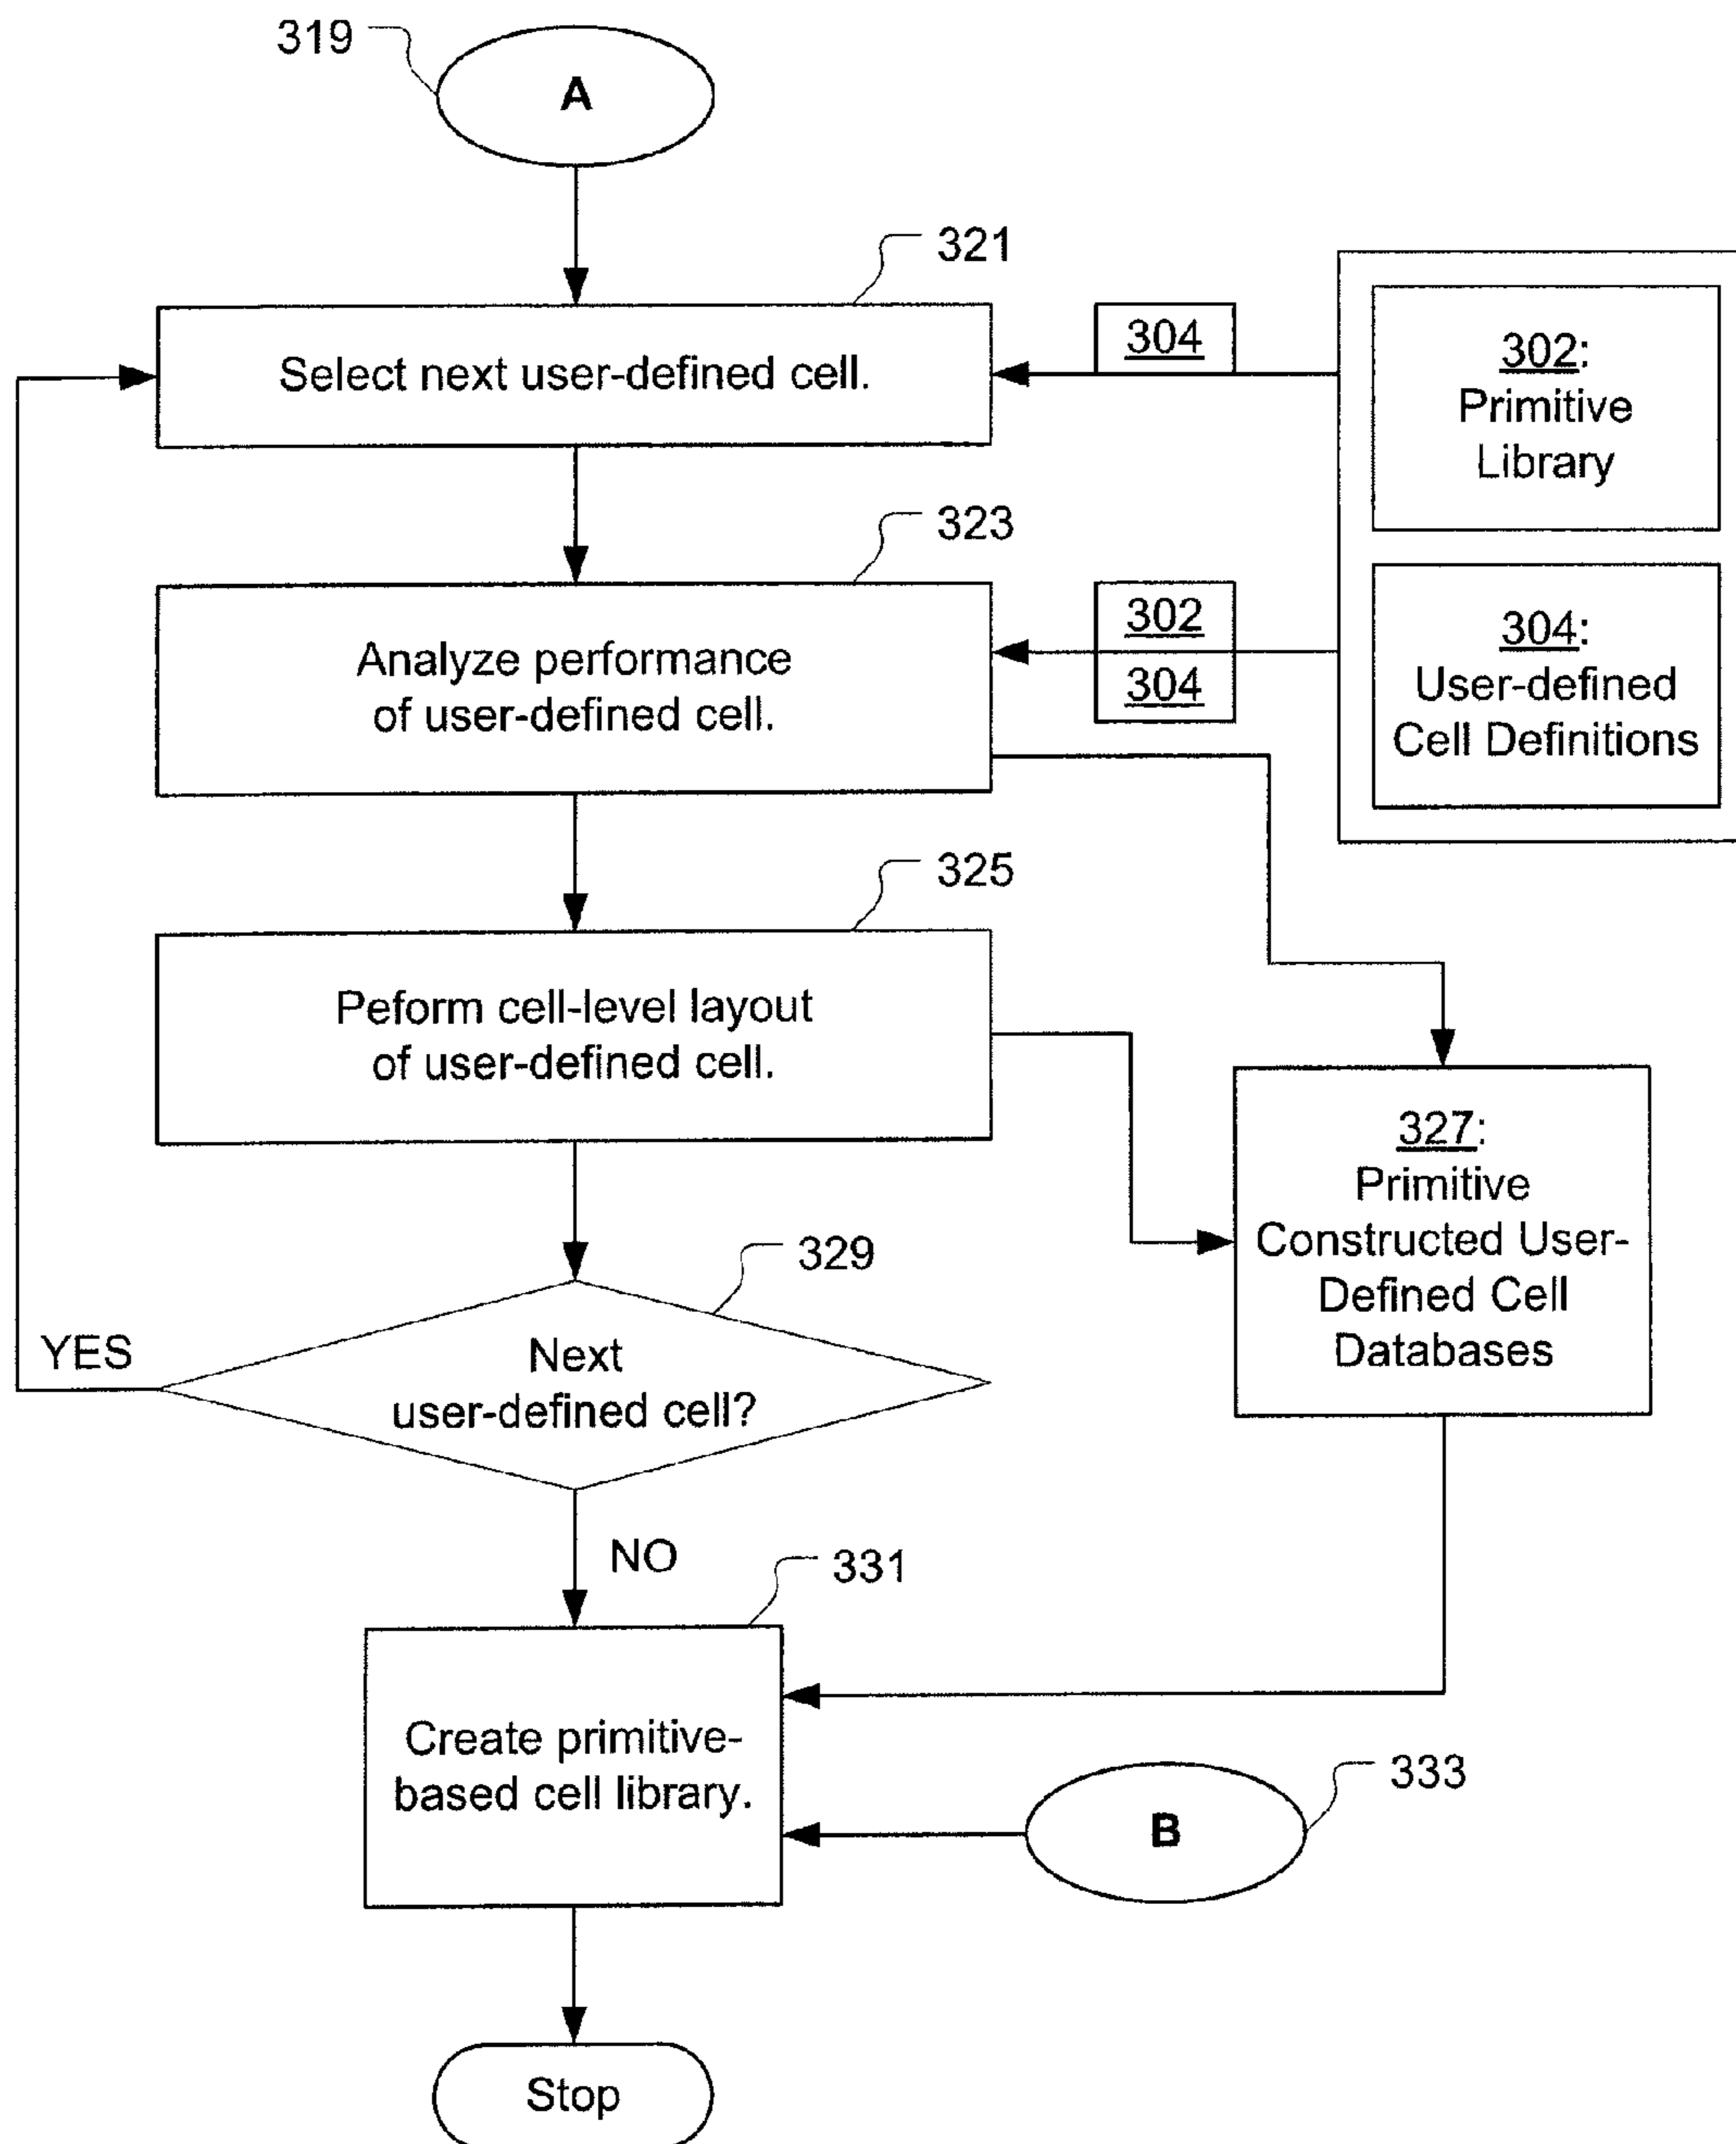 319
A
321
Select next user-defined cell.
304
302:
Primitive
Library
323
Analyze performance
of user-defined cell.
302
304
304:
User-defined
Cell Definitions
325
Peform cell-level layout
of user-defined cell.
327:
Primitive
Constructed User-
Defined Cell
Databases
329
YES
Next
user-defined cell?
NO
331
Create primitive-
based cell library.
333
B
Stop